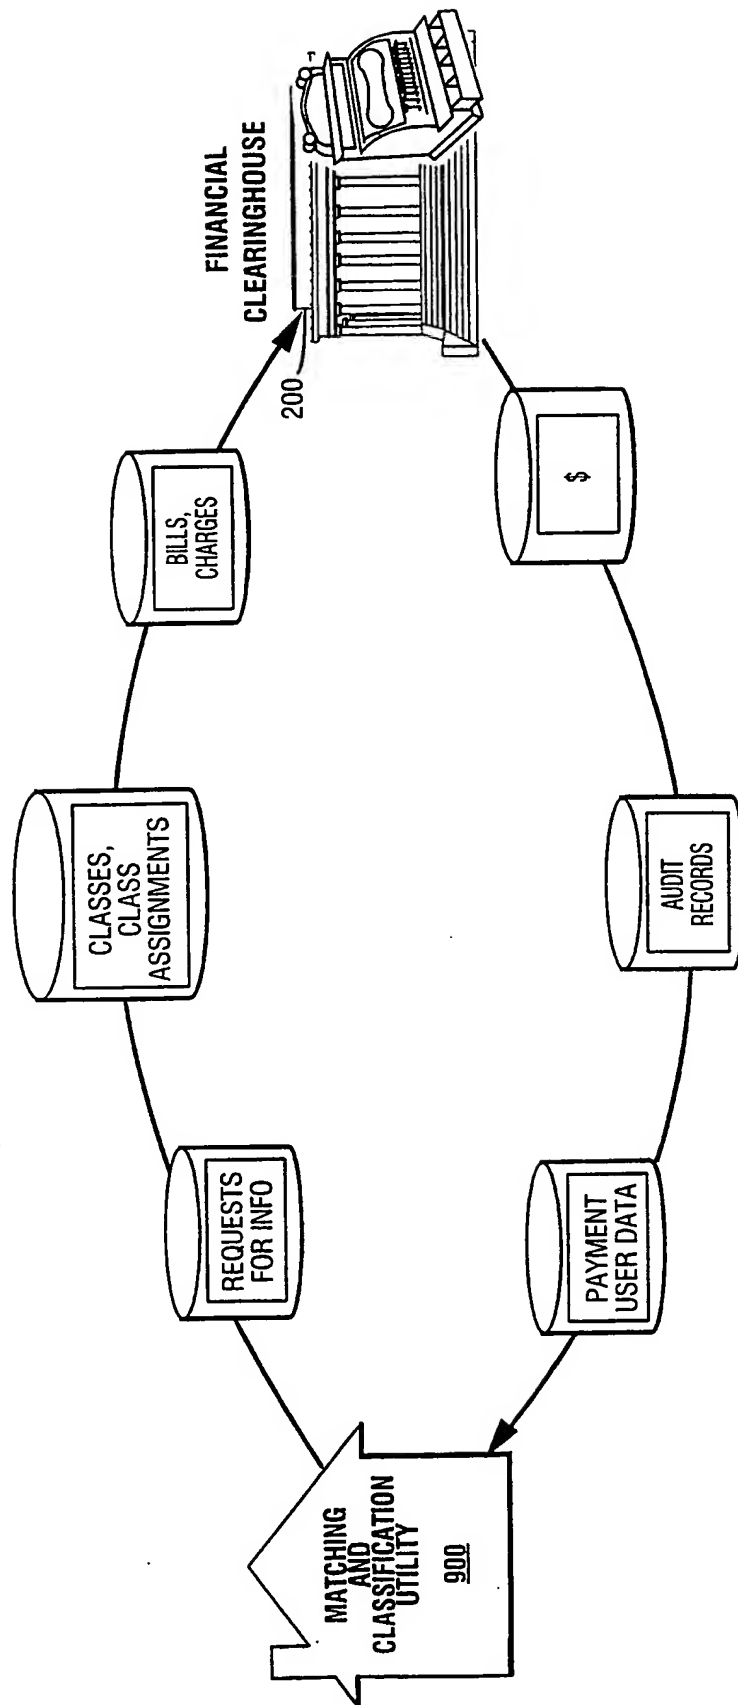 FINANCIAL
CLEARINGHOUSE
200
BILLS,
CHARGES
CLASSES,
CLASS
ASSIGNMENTS
REQUESTS
FOR INFO
MATCHING
AND
CLASSIFICATION
UTILITY
900
$
AUDIT
RECORDS
PAYMENT
USER DATA